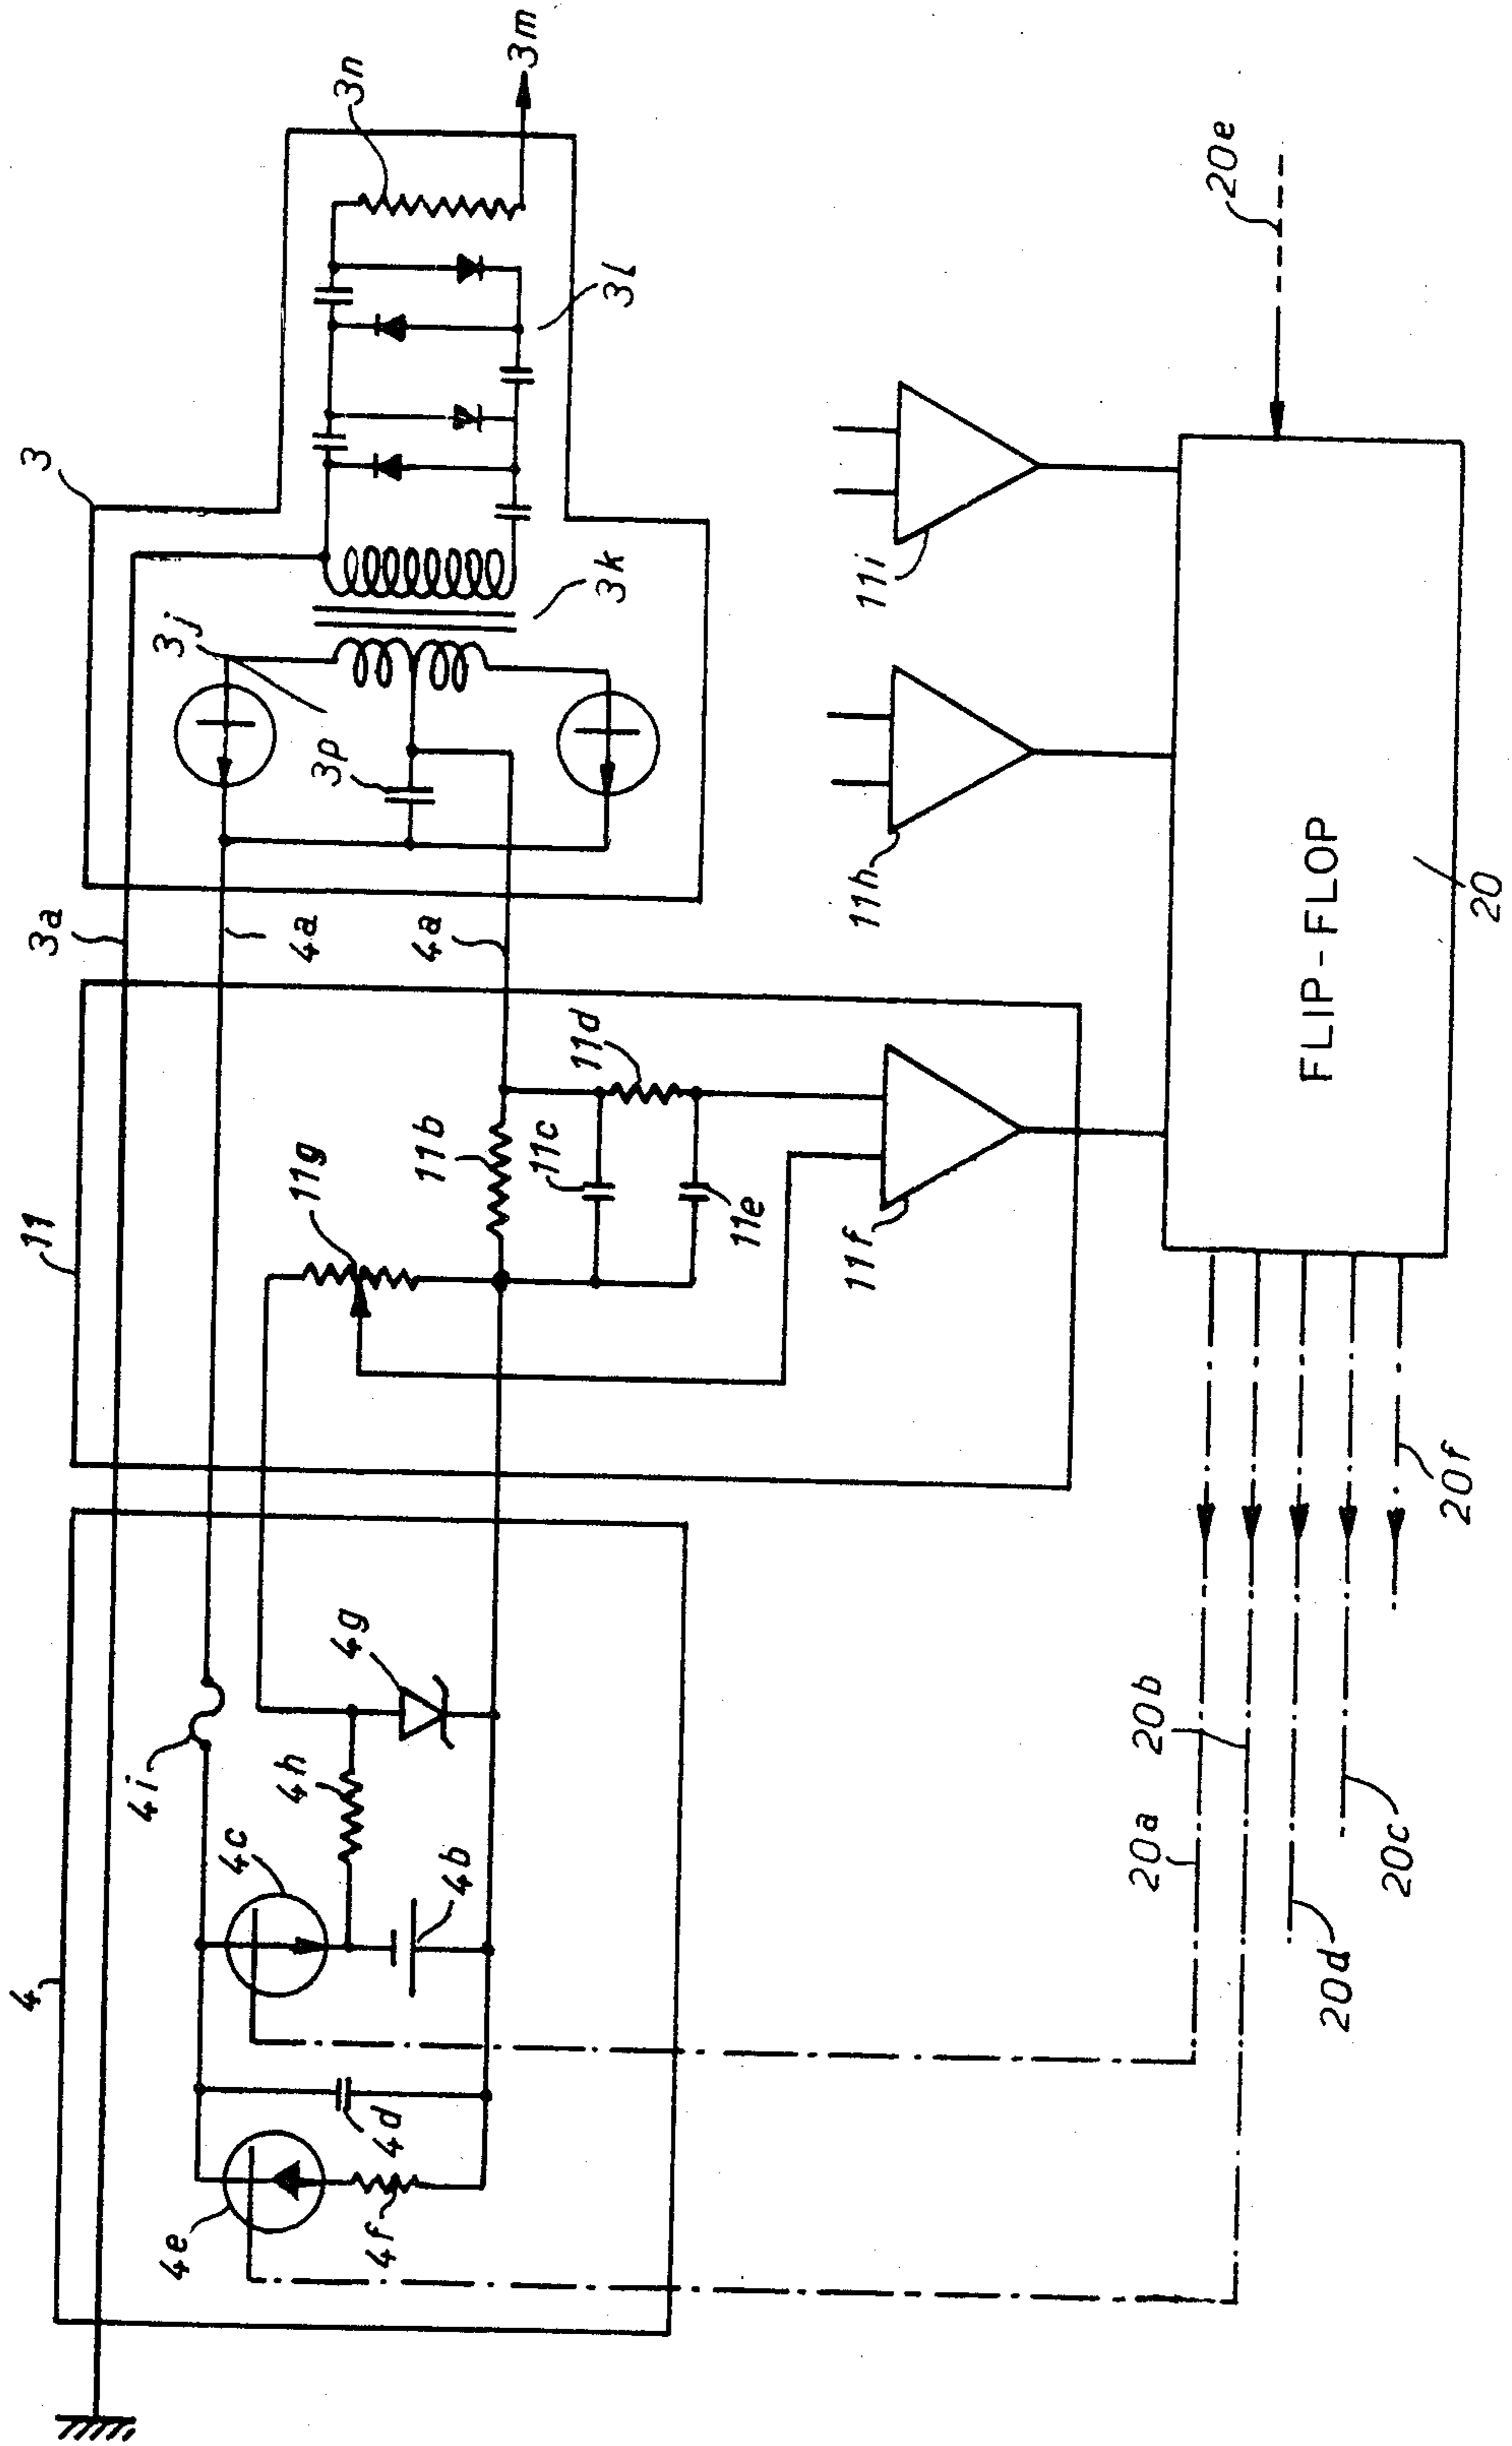 3
3a
3j
3p
3k
3l
3n
3m
4a
4a
11
11g
11b
11c
11d
11e
11f
11h
11i
4
4i
4c
4h
4g
4b
4d
4e
4f
FLIP-FLOP
20
20e
20a
20b
20d
20c
20f